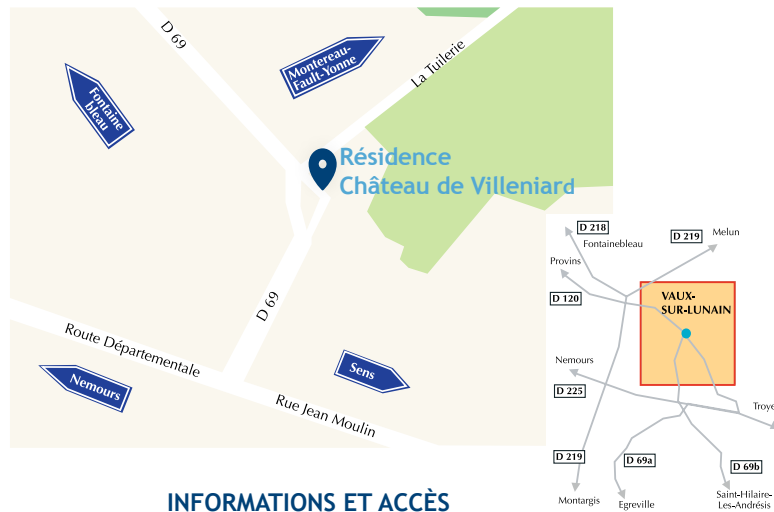 D 69
Montereau-
Fault-Yonne
La Tuilerie
Fontaine
bleau
Résidence
Château de Villeniard
D 69
Route Départementale
Nemours
Sens
Rue Jean Moulin
D 218
Fontainebleau
D 219
Melun
Provins
D 120
VAUX-
SUR-LUNAIN
Nemours
D 225
Troye
D 219
D 69a
D 69b
Montargis
Egreville
Saint-Hilaire-
Les-Andrésis
INFORMATIONS ET ACCÈS